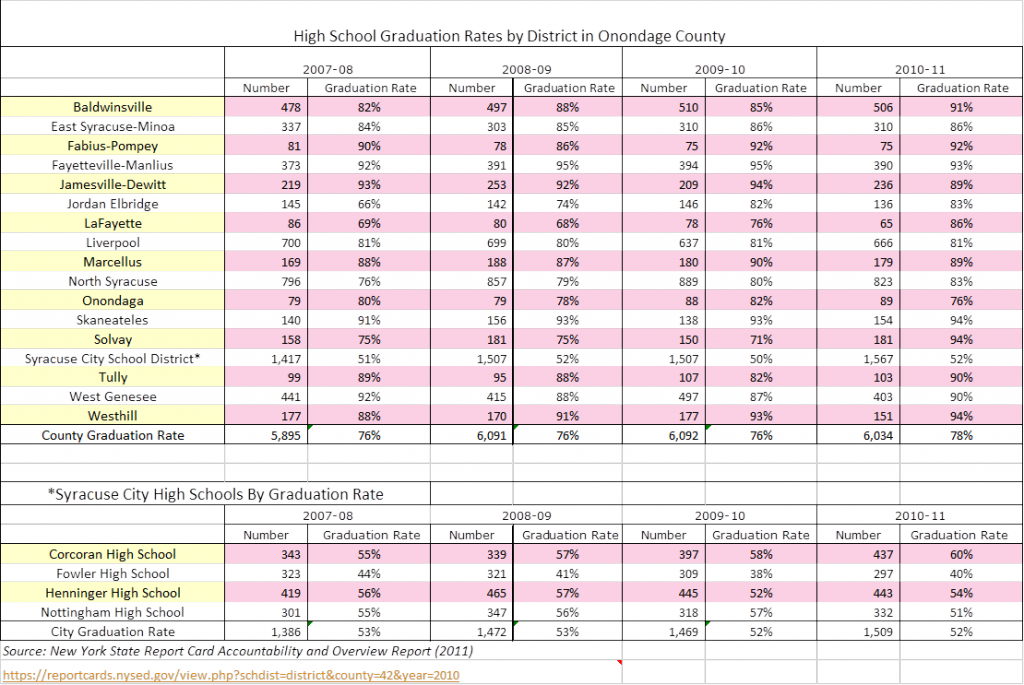 High School Graduation Rates by District in Onondage County
2007-08 2008-09 2009-10 2010-11
Number Graduation Rate Number Graduation Rate Number Graduation Rate Number Graduation Rate
Baldwinsville 478 82% 497 88% 510 85% 506 91%
East Syracuse-Minoa 337 84% 303 85% 310 86% 310 86%
Fabius-Pompey 81 90% 78 86% 75 92% 75 92%
Fayetteville-Manlius 373 92% 391 95% 394 95% 390 93%
Jamesville-Dewitt 219 93% 253 92% 209 94% 236 89%
Jordan Elbridge 145 66% 142 74% 146 82% 136 83%
LaFayette 86 69% 80 68% 78 76% 65 86%
Liverpool 700 81% 699 80% 637 81% 666 81%
Marcellus 169 88% 188 87% 180 90% 179 89%
North Syracuse 796 76% 857 79% 889 80% 823 83%
Onondaga 79 80% 79 78% 88 82% 89 76%
Skaneateles 140 91% 156 93% 138 93% 154 94%
Solvay 158 75% 181 75% 150 71% 181 94%
Syracuse City School District* 1,417 51% 1,507 52% 1,507 50% 1,567 52%
Tully 99 89% 95 88% 107 82% 103 90%
West Genesee 441 92% 415 88% 497 87% 403 90%
Westhill 177 88% 170 91% 177 93% 151 94%
County Graduation Rate 5,895 76% 6,091 76% 6,092 76% 6,034 78%
*Syracuse City High Schools By Graduation Rate
2007-08 2008-09 2009-10 2010-11
Number Graduation Rate Number Graduation Rate Number Graduation Rate Number Graduation Rate
Corcoran High School 343 55% 339 57% 397 58% 437 60%
Fowler High School 323 44% 321 41% 309 38% 297 40%
Henninger High School 419 56% 465 57% 445 52% 443 54%
Nottingham High School 301 55% 347 56% 318 57% 332 51%
City Graduation Rate 1,386 53% 1,472 53% 1,469 52% 1,509 52%
Source: New York State Report Card Accountability and Overview Report (2011)
https://reportcards.nysed.gov/view.php?schdist=district&county=42&year=2010